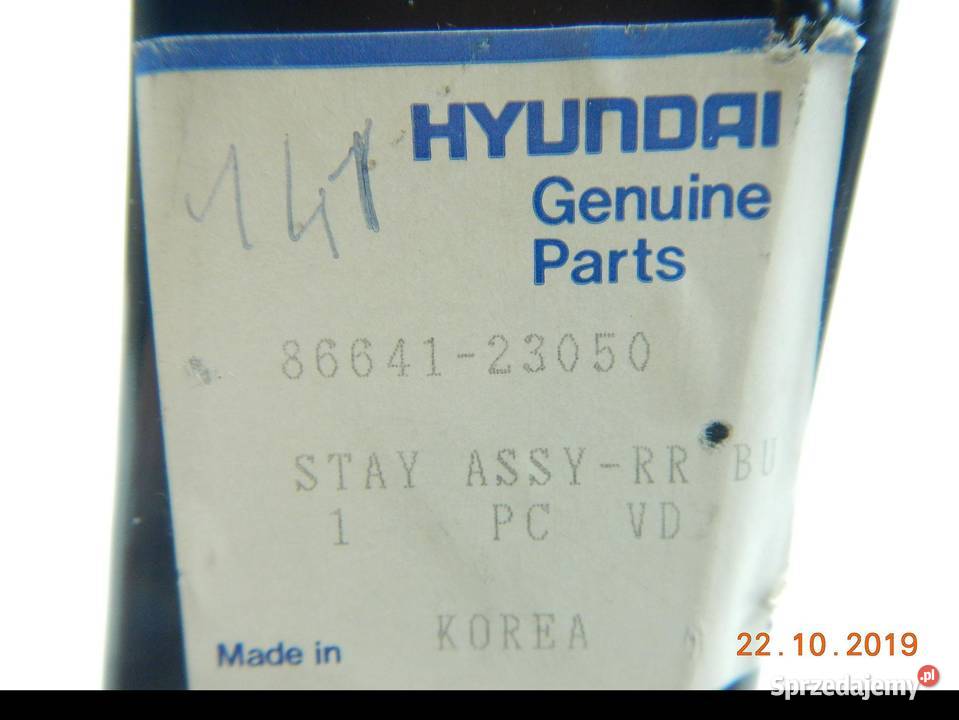 HYUNDAI
141
Genuine
Parts
86641-23050
STAY ASSY-RR BU
1 PC VD
Made in KOREA
22.10.2019
Sprzedajemy.pl